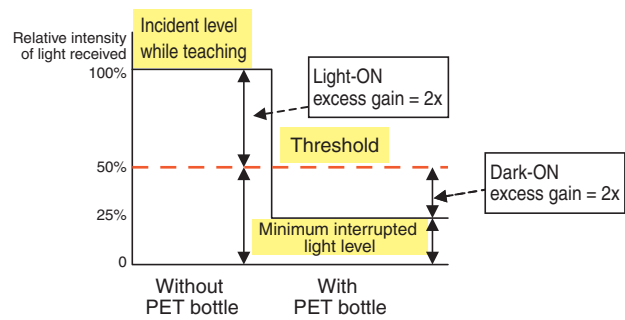 Relative intensity
of light received
Incident level
while teaching
100%
Light-ON
excess gain = 2x
Threshold
50%
Dark-ON
excess gain = 2x
25%
Minimum interrupted
light level
0
Without
PET bottle
With
PET bottle